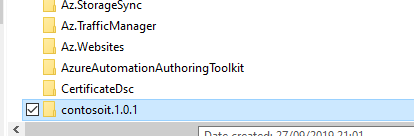 Az.StorageSync
Az.TrafficManager
Az.Websites
AzureAutomationAuthoringToolkit
CertificateDsc
contosoit.1.0.1
Date created: 27/09/2019 21:01